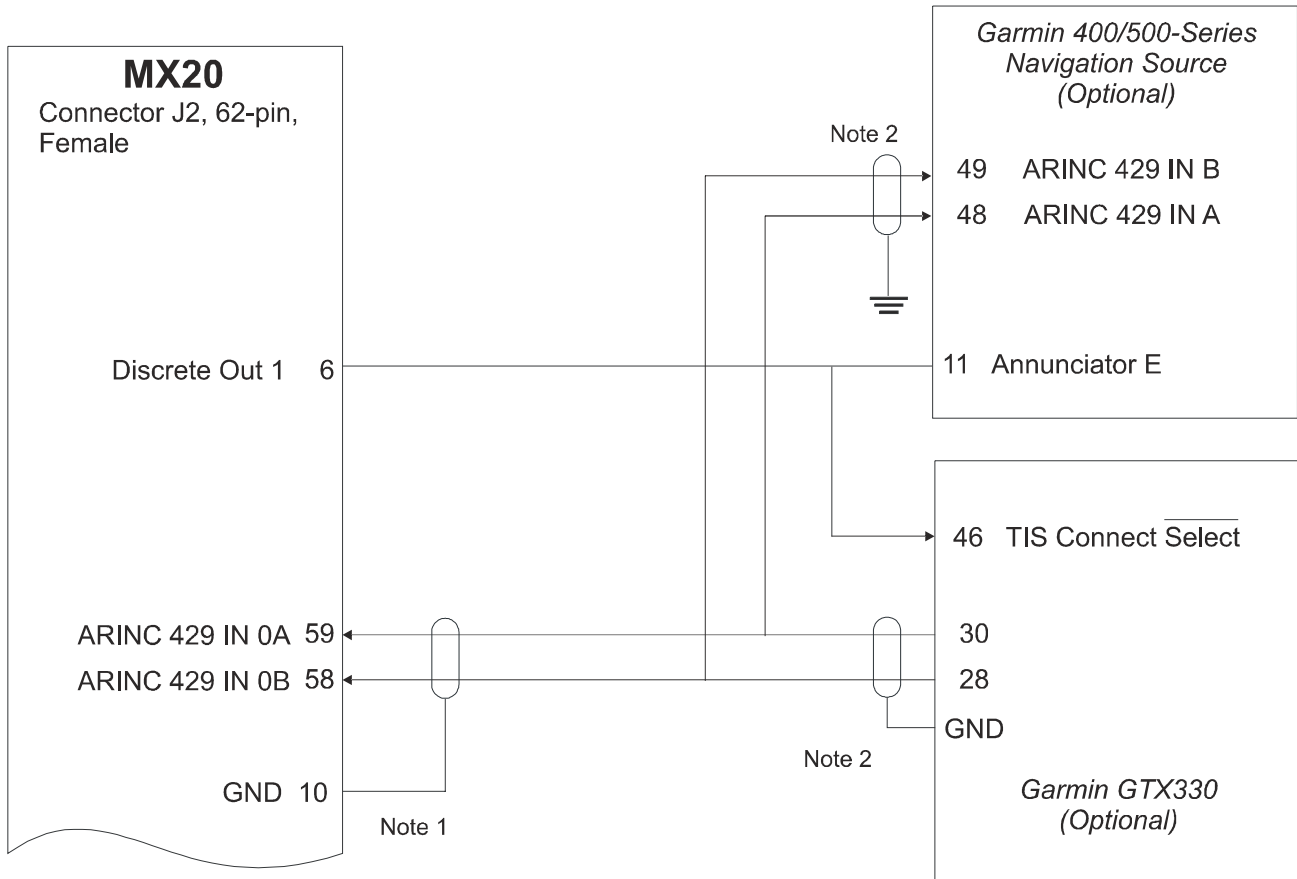 MX20
Connector J2, 62-pin,
Female
Discrete Out 1 6
ARINC 429 IN 0A 59
ARINC 429 IN 0B 58
GND 10
Note 1
Note 2
Garmin 400/500-Series
Navigation Source
(Optional)
49 ARINC 429 IN B
48 ARINC 429 IN A
11 Annunciator E
46 TIS Connect Select
30
28
GND
Note 2
Garmin GTX330
(Optional)